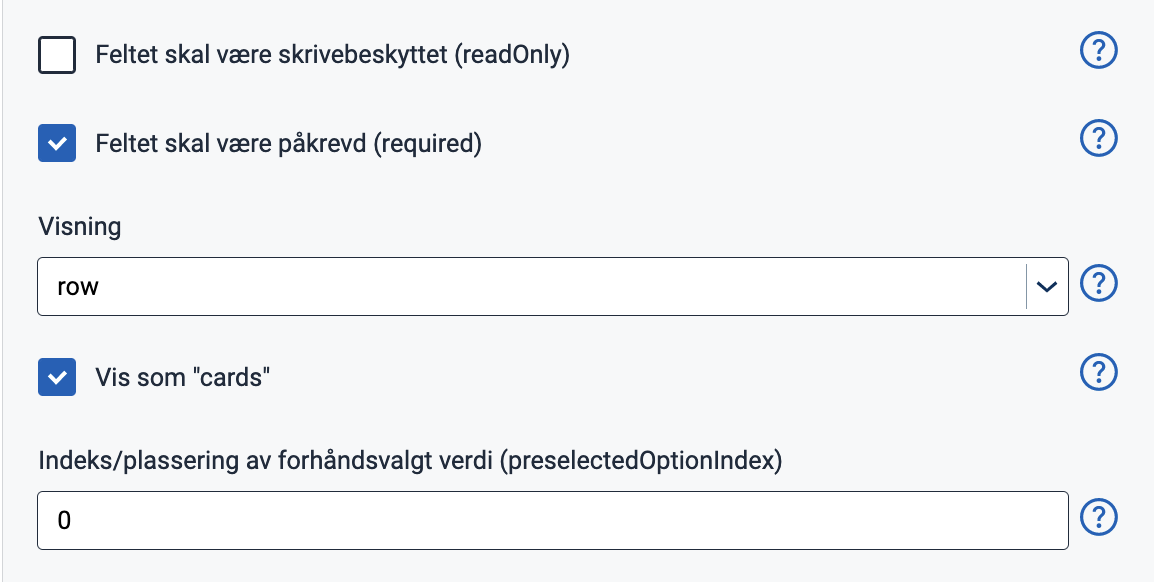 Feltet skal være skrivebeskyttet (readOnly)
Feltet skal være påkrevd (required)
Visning
row
Vis som "cards"
Indeks/plassering av forhåndsvalgt verdi (preselectedOptionIndex)
0